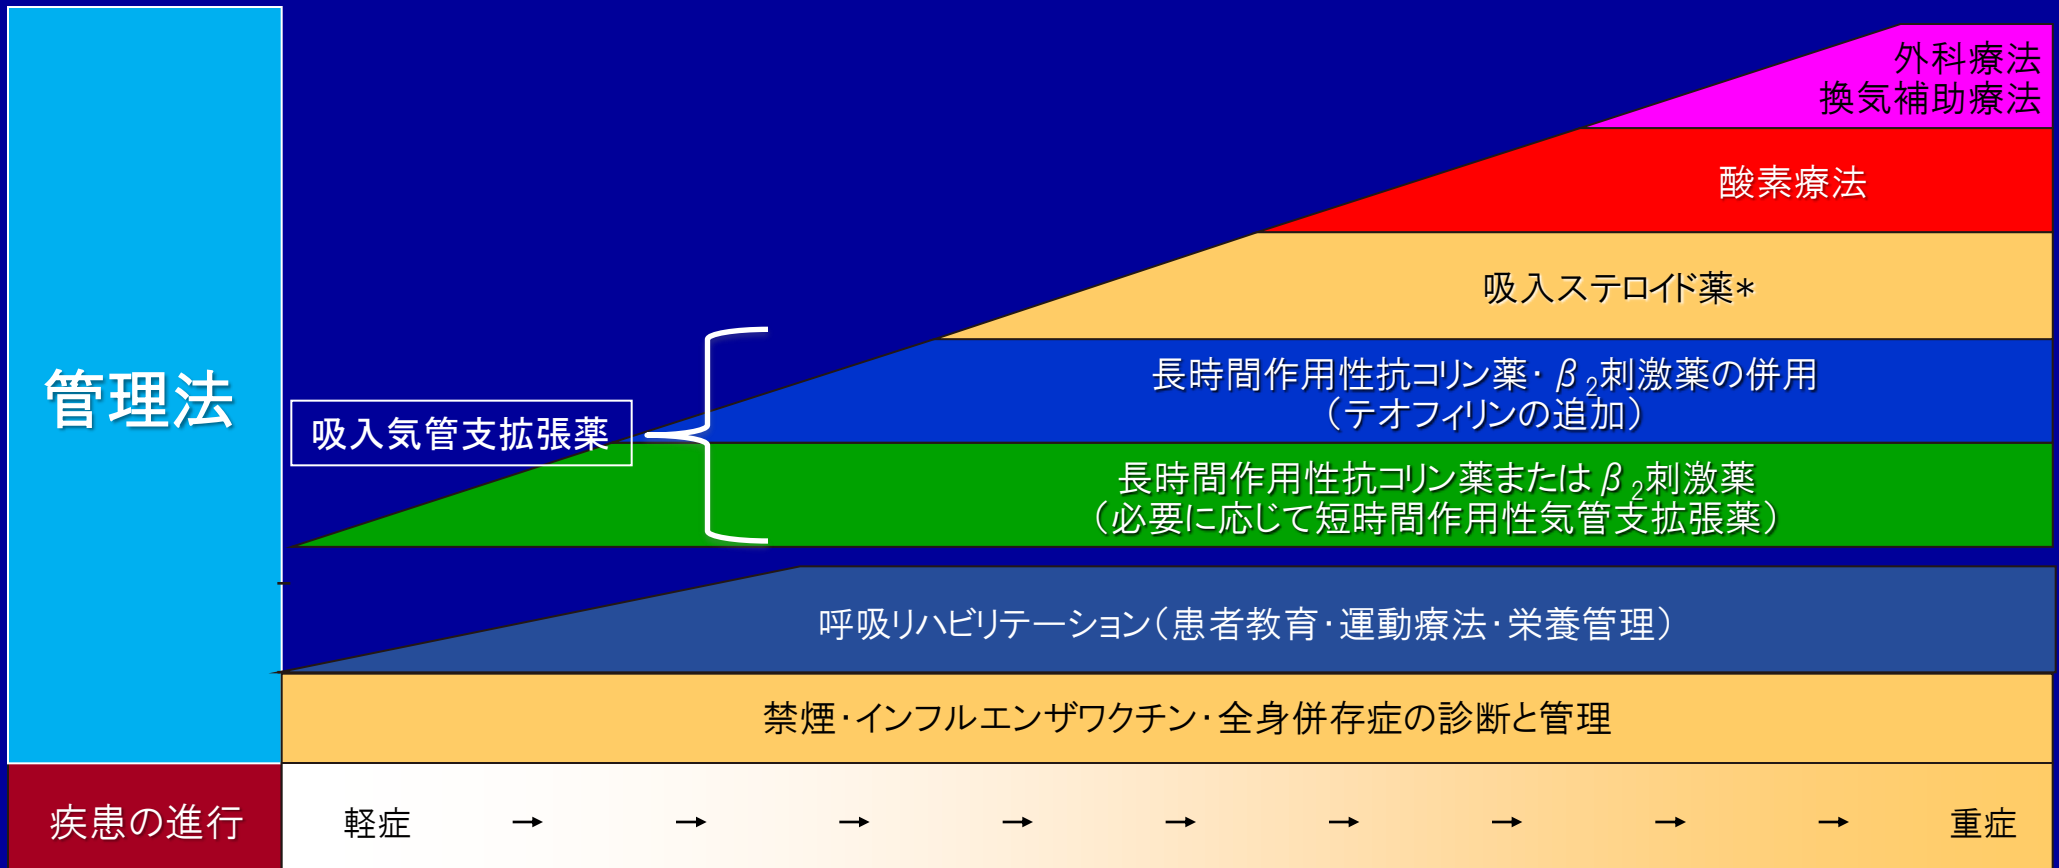 外科療法
換気補助療法
酸素療法
吸入ステロイド薬*
長時間作用性抗コリン薬・β2刺激薬の併用
（テオフィリンの追加）
管理法
吸入気管支拡張薬
長時間作用性抗コリン薬またはβ2刺激薬
（必要に応じて短時間作用性気管支拡張薬）
呼吸リハビリテーション（患者教育・運動療法・栄養管理）
禁煙・インフルエンザワクチン・全身併存症の診断と管理
疾患の進行 軽症 → → → → → → → → → 重症